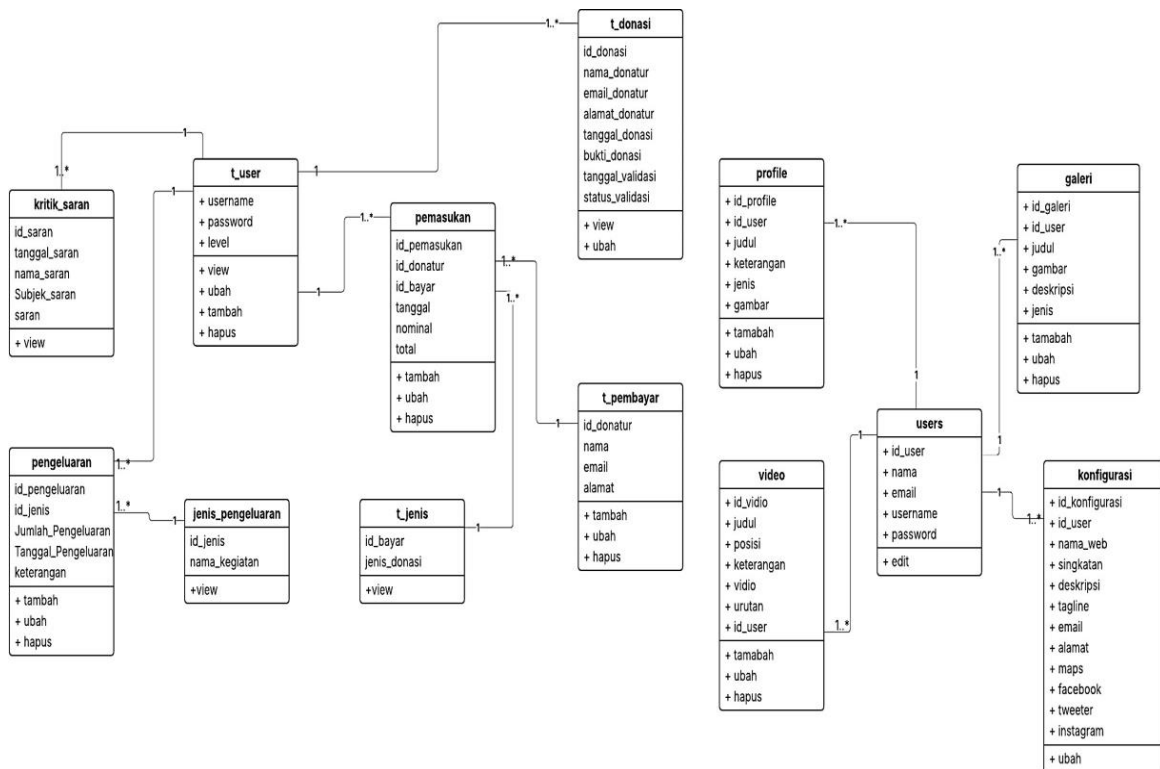 t_donasi
id_donasi
nama_donatur
email_donatur
alamat_donatur
tanggal_donasi
bukti_donasi
tanggal_validasi
status_validasi
+ view
+ ubah
1
1..*
1
1..*
1
1
kritik_saran
id_saran
tanggal_saran
nama_saran
Subjek_saran
saran
+ view
t_user
+ username
+ password
+ level
+ view
+ ubah
+ tambah
+ hapus
1
1..*
pemasukan
id_pemasukan
id_donatur
id_bayar
tanggal
nominal
total
+ tambah
+ ubah
+ hapus
1..*
1..*
1
1
t_pembayar
id_donatur
nama
email
alamat
+ tambah
+ ubah
+ hapus
1..*
pengeluaran
id_pengeluaran
id_jenis
Jumlah_Pengeluaran
Tanggal_Pengeluaran
keterangan
+ tambah
+ ubah
+ hapus
1..*
1
jenis_pengeluaran
id_jenis
nama_kegiatan
+view
t_jenis
id_bayar
jenis_donasi
+view
profile
+ id_profile
+ id_user
+ judul
+ keterangan
+ jenis
+ gambar
+ tamabah
+ ubah
+ hapus
1..*
1
galeri
+ id_galeri
+ id_user
+ judul
+ gambar
+ deskripsi
+ jenis
+ tamabah
+ ubah
+ hapus
1..*
1
users
+ id_user
+ nama
+ email
+ username
+ password
+ edit
1
1..*
video
+ id_vidio
+ judul
+ posisi
+ keterangan
+ vidio
+ urutan
+ id_user
+ tamabah
+ ubah
+ hapus
1
1..*
konfigurasi
+ id_konfigurasi
+ id_user
+ nama_web
+ singkatan
+ deskripsi
+ tagline
+ email
+ alamat
+ maps
+ facebook
+ tweeter
+ instagram
+ ubah